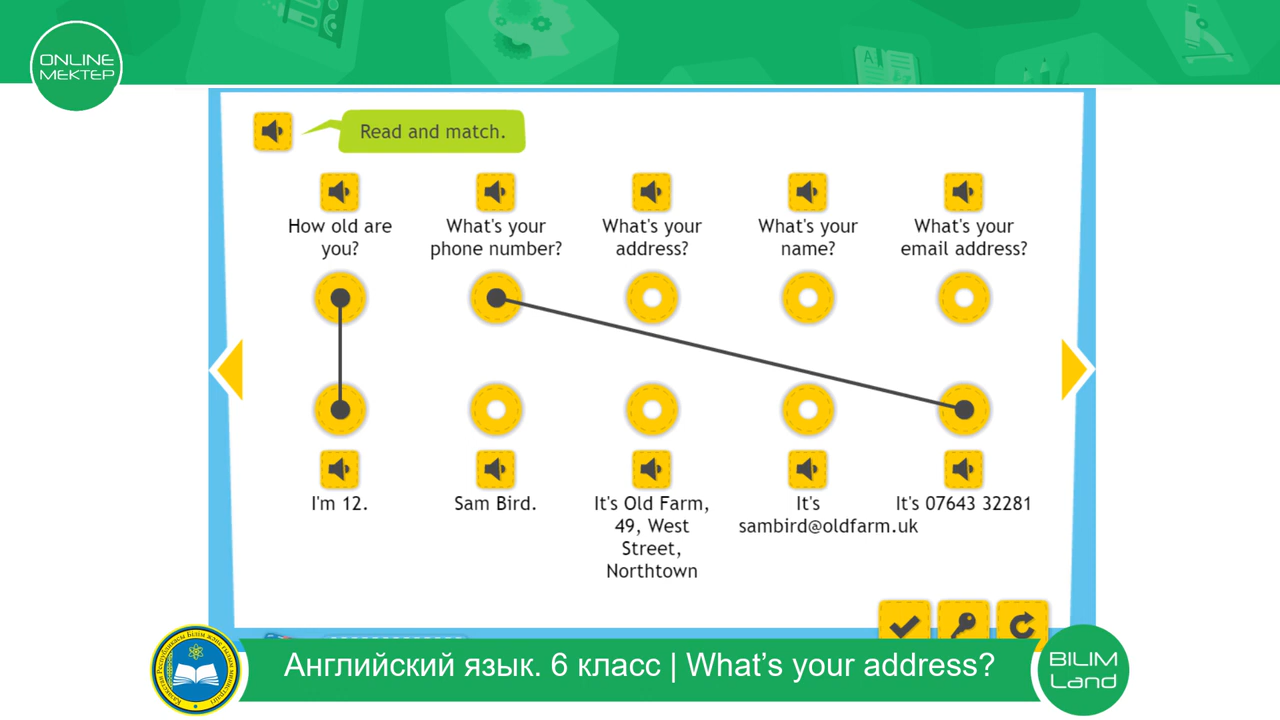 ONLINE
МЕКТЕР
Read and match.
How old are
you?
What's your
phone number?
What's your
address?
What's your
name?
What's your
email address?
I'm 12.
Sam Bird.
It's Old Farm,
49, West
Street,
Northtown
It's
sambird@oldfarm.uk
It's 07643 32281
Английский язык. 6 класс | What’s your address?
BILIM
Land